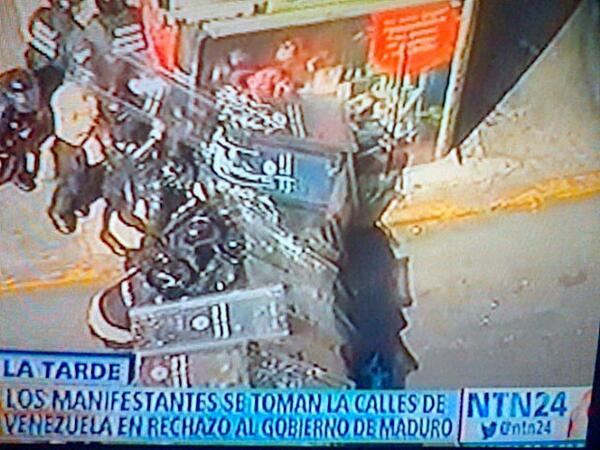 LA TARDE
LOS MANIFESTANTES SE TOMAN LA CALLES DE
VENEZUELA EN RECHAZO AL GOBIERNO DE MADURO
NTN24
@ntn24